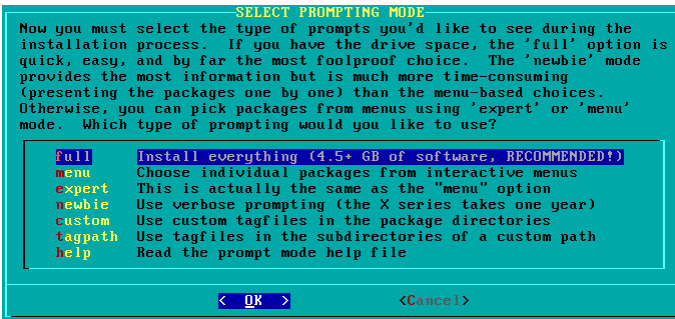 SELECT PROMPTING MODE
Now you must select the type of prompts you'd like to see during the
installation process.  If you have the drive space, the 'full' option is
quick, easy, and by far the most foolproof choice.  The 'newbie' mode
provides the most information but is much more time-consuming
(presenting the packages one by one) than the menu-based choices.
Otherwise, you can pick packages from menus using 'expert' or 'menu'
mode.  Which type of prompting would you like to use?
full     Install everything (4.5+ GB of software, RECOMMENDED!)
menu     Choose individual packages from interactive menus
expert   This is actually the same as the "menu" option
newbie   Use verbose prompting (the X series takes one year)
custom   Use custom tagfiles in the package directories
tagpath  Use tagfiles in the subdirectories of a custom path
help     Read the prompt mode help file
<  OK  >             <Cancel>